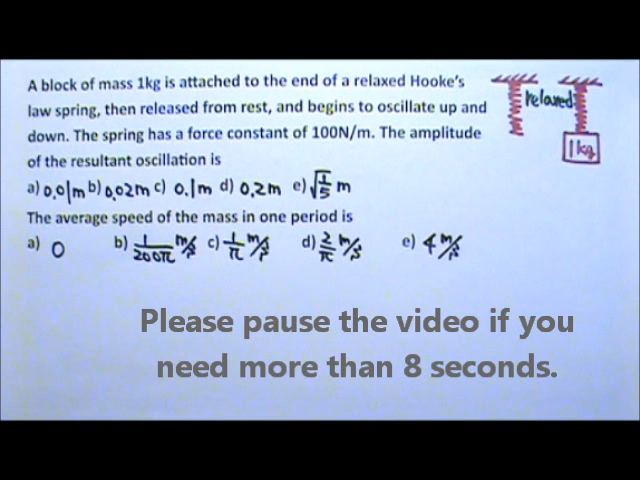 A block of mass 1kg is attached to the end of a relaxed Hooke's
relaxed
law spring, then released from rest, and begins to oscillate up and
down. The spring has a force constant of 100N/m. The amplitude
1kg
of the resultant oscillation is
a) 0.01m b) 0.02m c) 0.1m d) 0.2m e) √1/5 m
The average speed of the mass in one period is
a) 0 b) 1/200π m/s c) 1/π m/s d) 2/π m/s e) 4 m/s
Please pause the video if you
need more than 8 seconds.